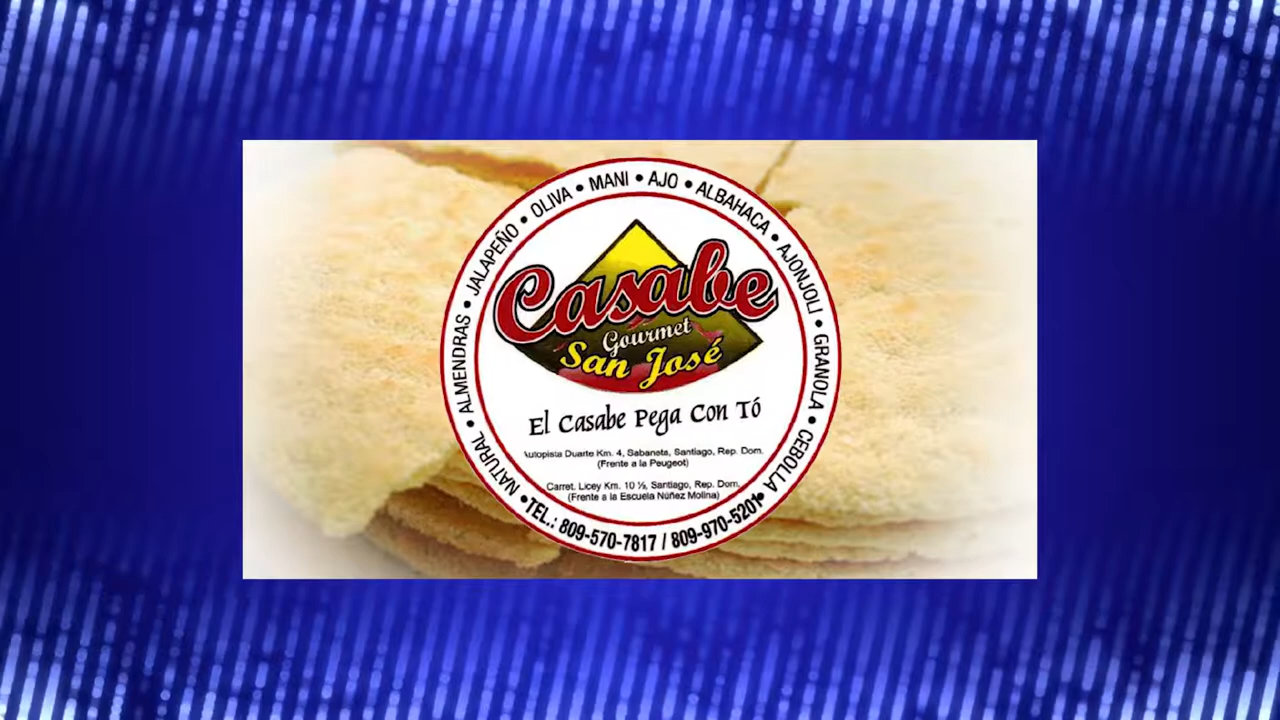 NATURAL • ALMENDRAS • JALAPEÑO • OLIVA • MANI • AJO • ALBAHACA • AJONJOLI • GRANOLA • CEBOLLA
Casabe
Gourmet
San José
El Casabe Pega Con Tó
Autopista Duarte Km. 4, Sabaneta, Santiago, Rep. Dom.
(Frente a la Peugeot)
Carret. Licey Km. 10 ½, Santiago, Rep. Dom.
(Frente a la Escuela Núñez Molina)
•TEL.: 809-570-7817 / 809-970-5201•